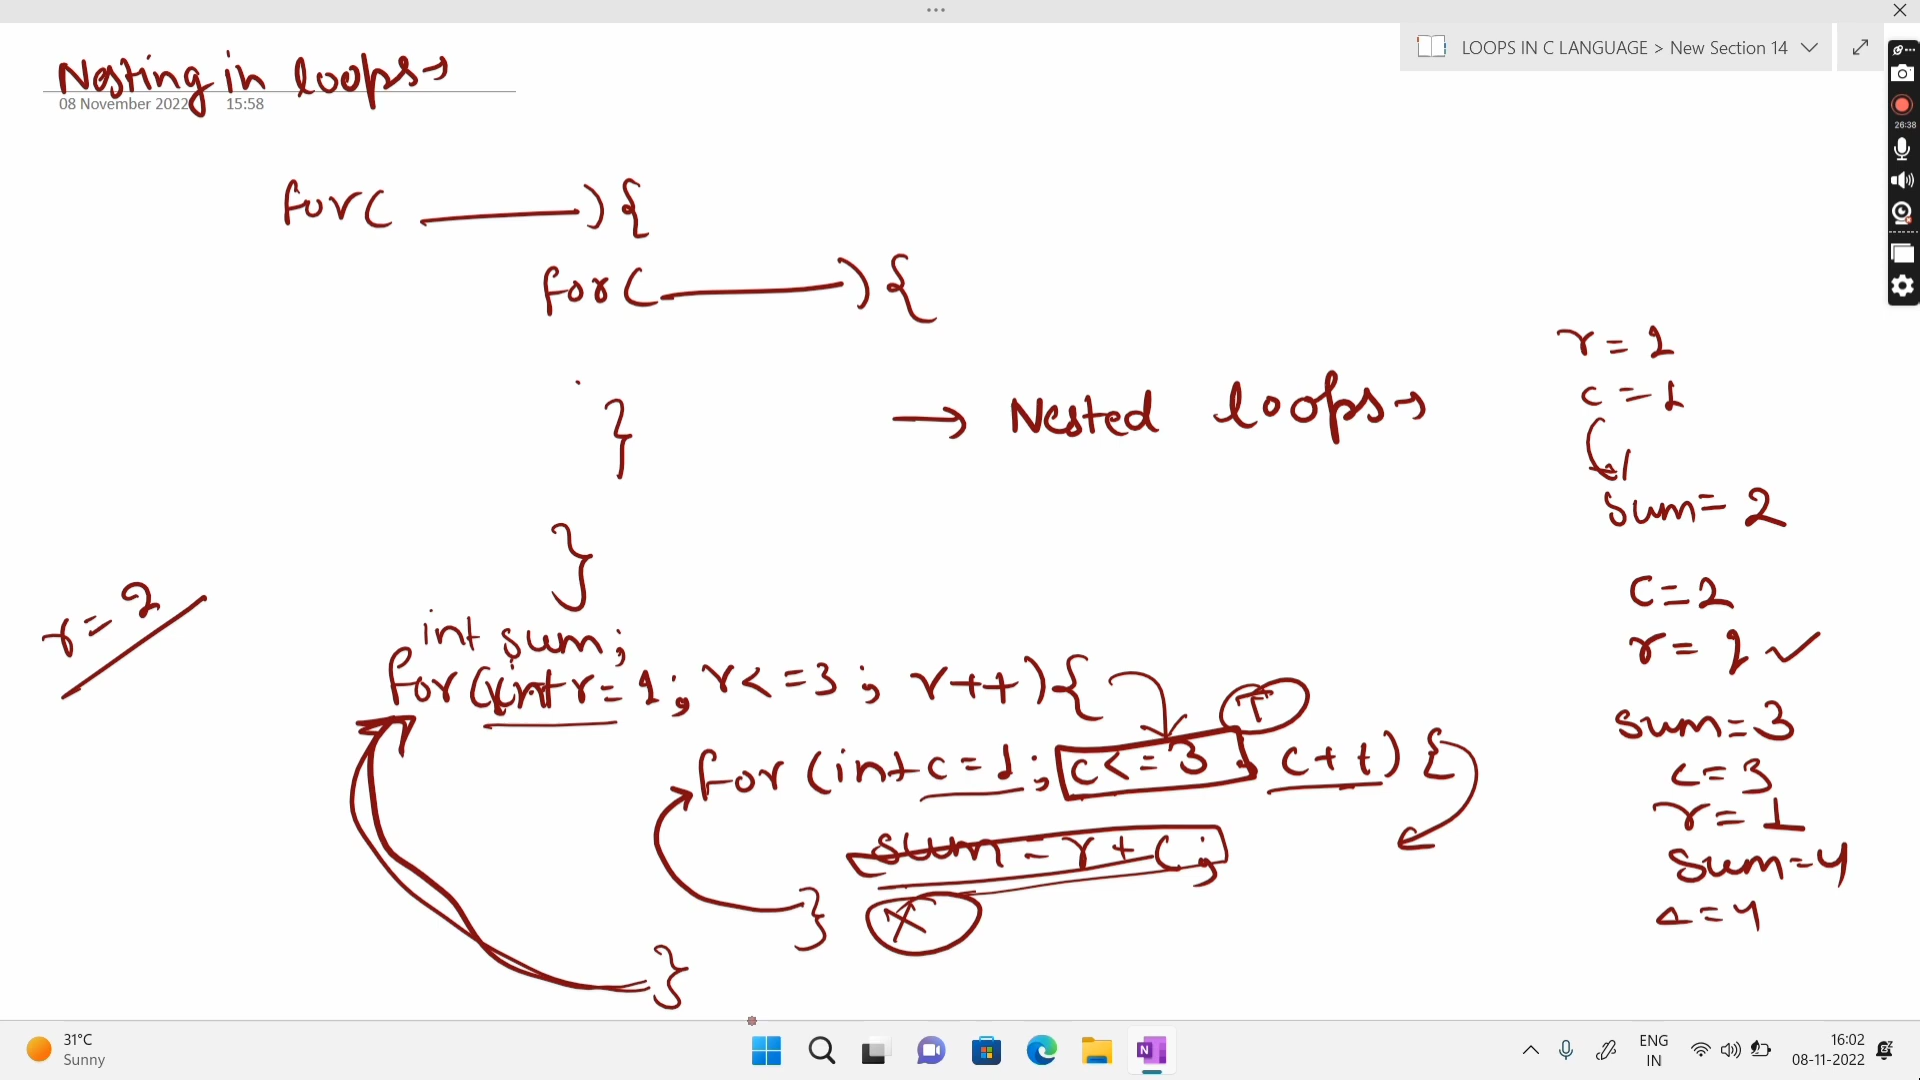 LOOPS IN C LANGUAGE > New Section 14
Nesting in loops→
08 November 2022 15:58
26:38
for( ———){
for(———){
}
→ Nested loops→
}
r=1
c=1
sum=2
c=2
r=1 ✓
sum=3
c=3
r=1
sum=4
c=4
r=2
int sum;
for(int r=1; r<=3; r++){
T
for(int c=1; c<=3; c++){
sum=r+c;
}
X
}
31°C
Sunny
ENG
IN
16:02
08-11-2022